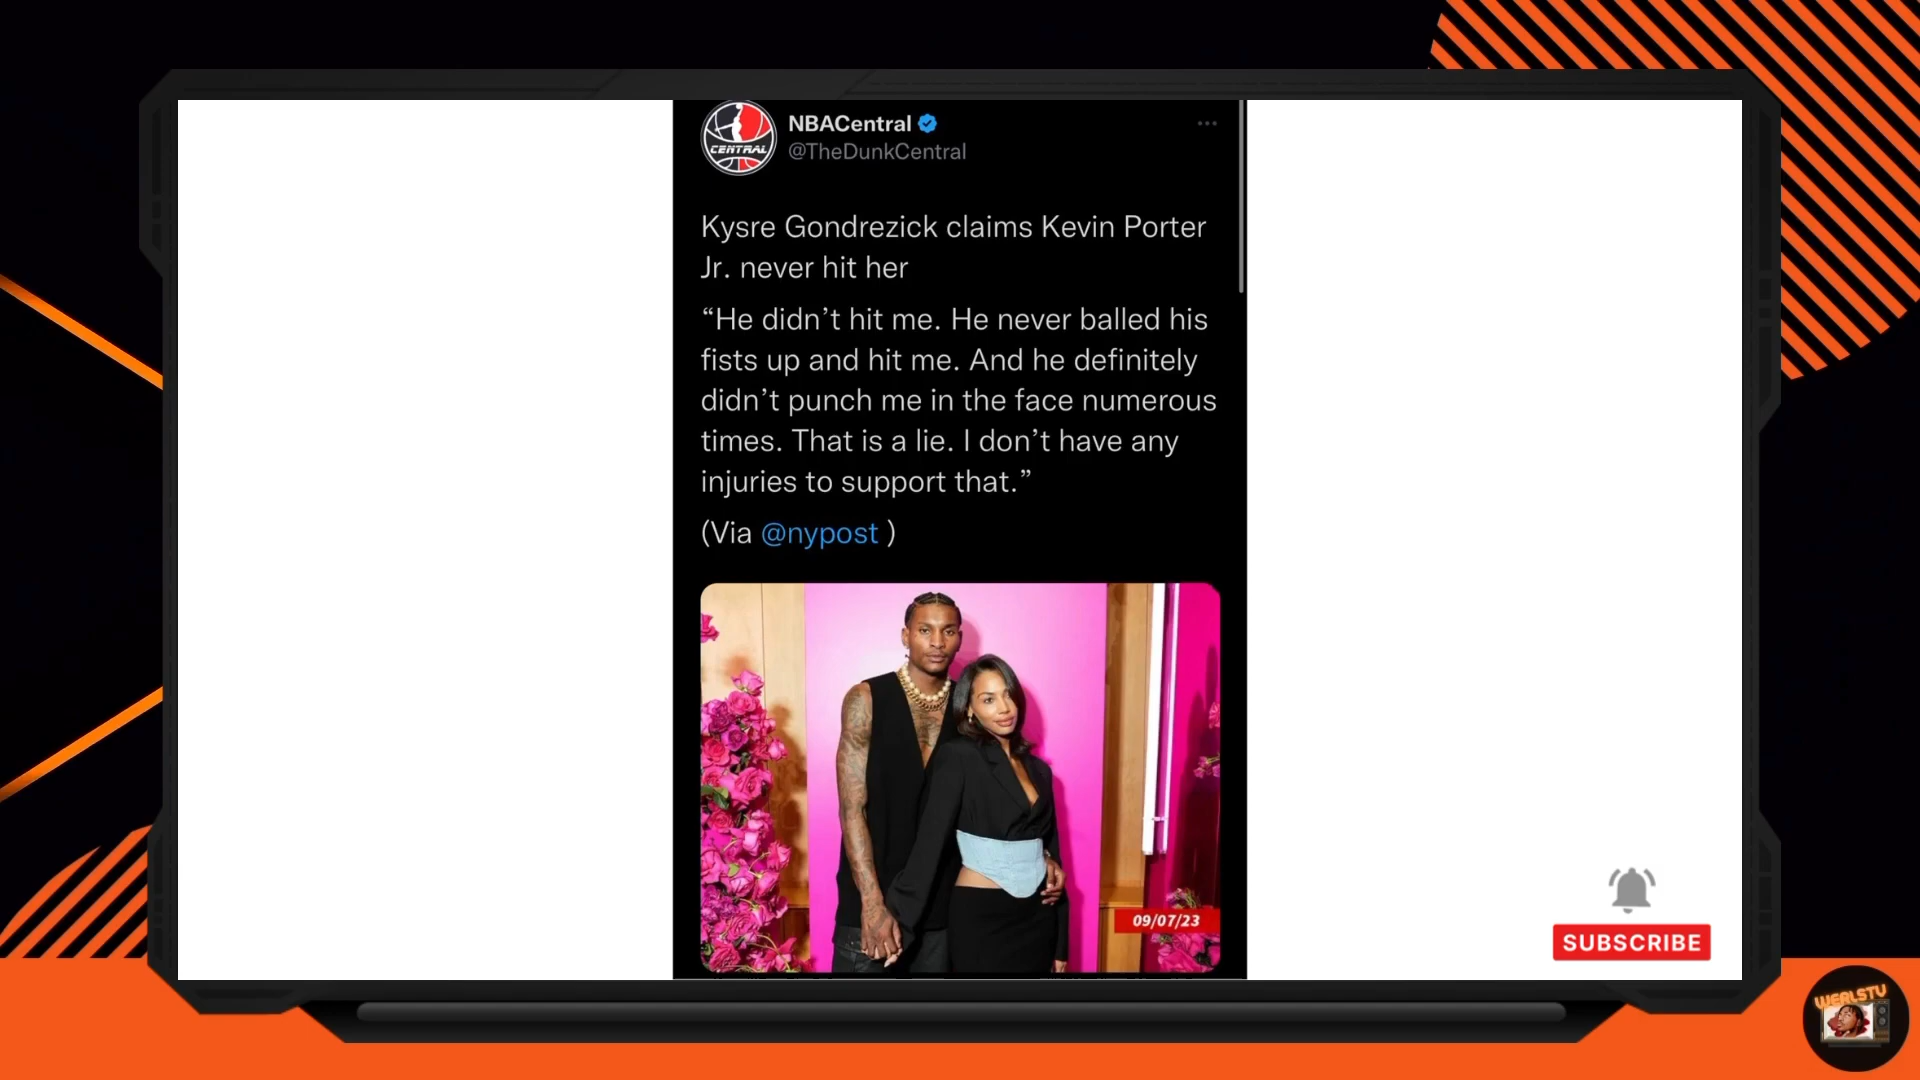 NBACentral
@TheDunkCentral
CENTRAL
Kysre Gondrezick claims Kevin Porter
Jr. never hit her
“He didn’t hit me. He never balled his
fists up and hit me. And he definitely
didn’t punch me in the face numerous
times. That is a lie. I don’t have any
injuries to support that.”
(Via @nypost )
09/07/23
SUBSCRIBE
WERLSTV